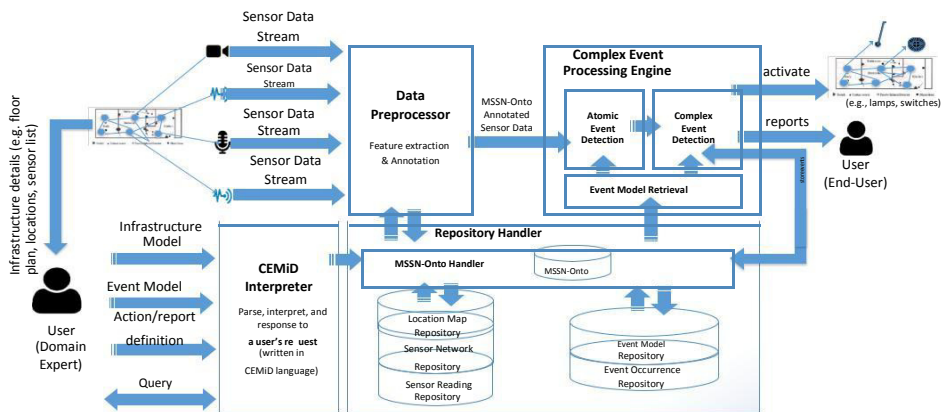 Sensor Data
Stream
Sensor Data
Stream
Sensor Data
Stream
Sensor Data
Stream
Infrastructure details (e.g. floor
plan, locations, sensor list)
Data
Preprocessor
Feature extraction
& Annotation
MSSN-Onto
Annotated
Sensor Data
Complex Event
Processing Engine
Atomic
Event
Detection
Complex
Event
Detection
Event Model Retrieval
activate
(e.g., lamps, switches)
reports
User
(End-User)
User
(Domain
Expert)
Infrastructure
Model
Event Model
Action/report
definition
Query
CEMiD
Interpreter
Parse, interpret, and
response to
a user's re uest
(written in
CEMiD language)
Repository Handler
MSSN-Onto Handler
MSSN-Onto
Location Map
Repository
Sensor Network
Repository
Sensor Reading
Repository
Event Model
Repository
Event Occurrence
Repository